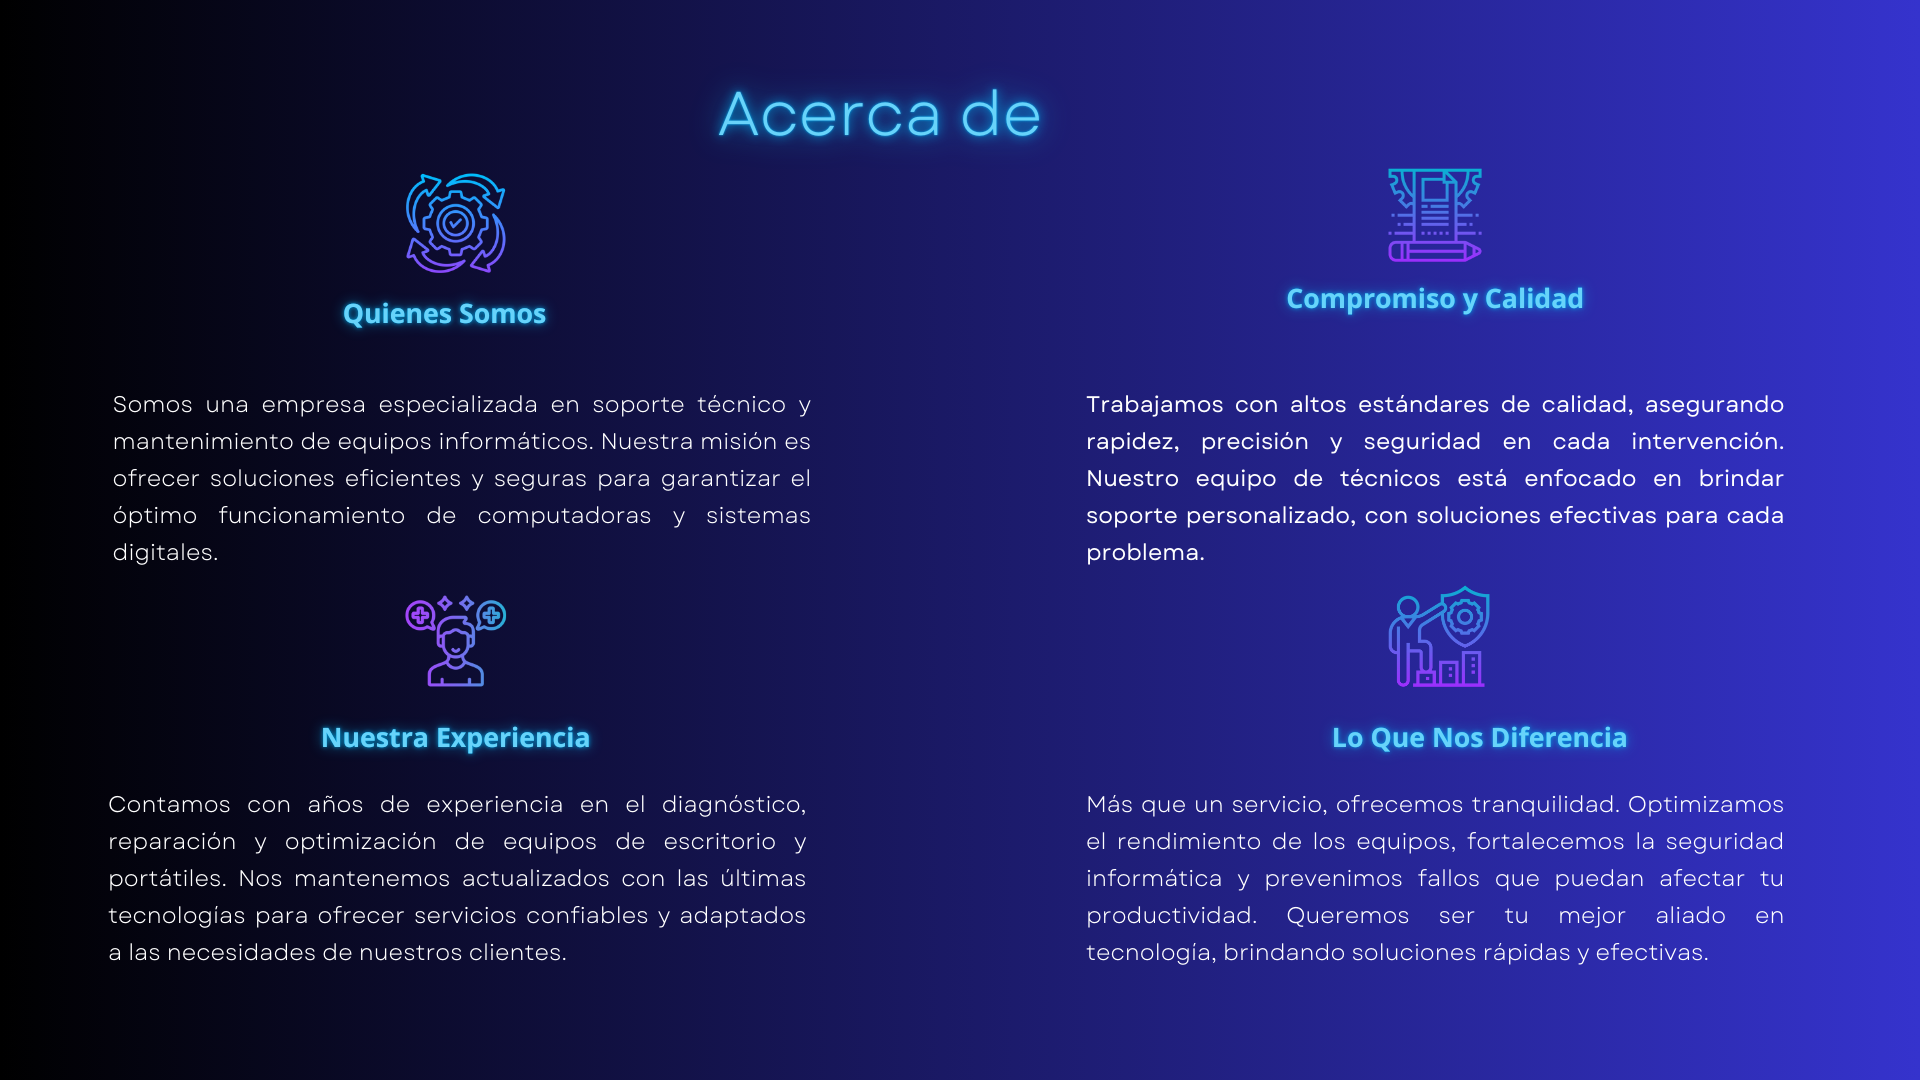 Acerca de
Quienes Somos
Somos una empresa especializada en soporte técnico y
mantenimiento de equipos informáticos. Nuestra misión es
ofrecer soluciones eficientes y seguras para garantizar el
óptimo funcionamiento de computadoras y sistemas
digitales.
Compromiso y Calidad
Trabajamos con altos estándares de calidad, asegurando
rapidez, precisión y seguridad en cada intervención.
Nuestro equipo de técnicos está enfocado en brindar
soporte personalizado, con soluciones efectivas para cada
problema.
Nuestra Experiencia
Contamos con años de experiencia en el diagnóstico,
reparación y optimización de equipos de escritorio y
portátiles. Nos mantenemos actualizados con las últimas
tecnologías para ofrecer servicios confiables y adaptados
a las necesidades de nuestros clientes.
Lo Que Nos Diferencia
Más que un servicio, ofrecemos tranquilidad. Optimizamos
el rendimiento de los equipos, fortalecemos la seguridad
informática y prevenimos fallos que puedan afectar tu
productividad. Queremos ser tu mejor aliado en
tecnología, brindando soluciones rápidas y efectivas.